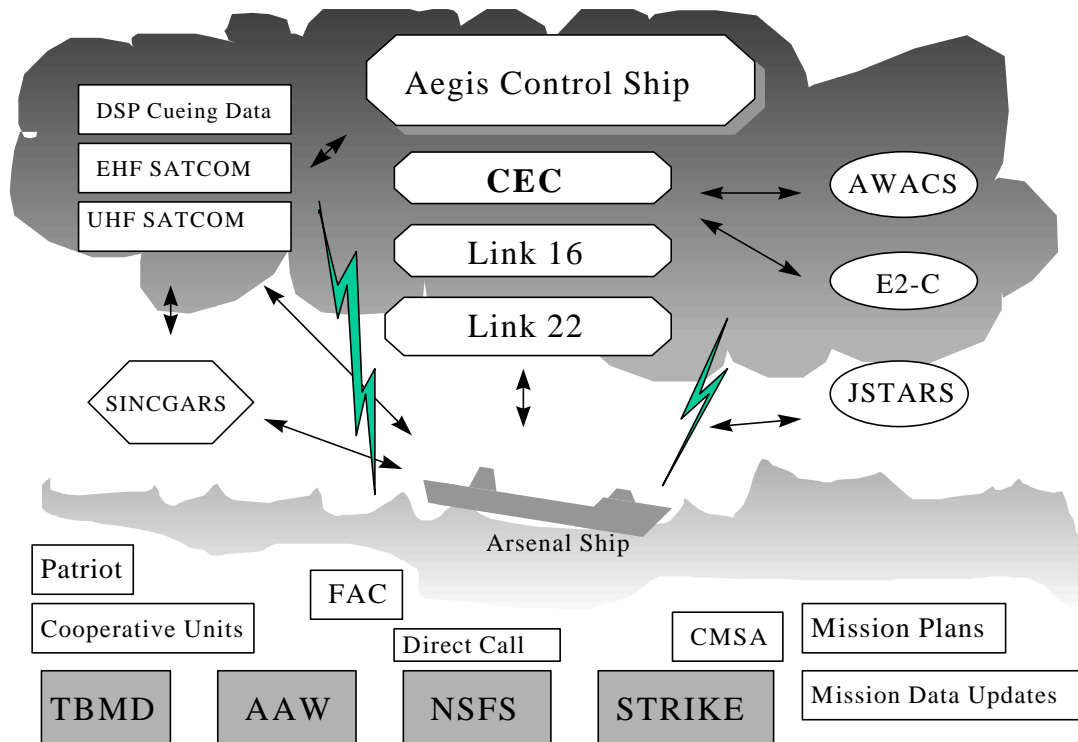 Aegis Control Ship
DSP Cueing Data
EHF SATCOM
UHF SATCOM
CEC
Link 16
Link 22
AWACS
E2-C
JSTARS
SINCGARS
Arsenal Ship
Patriot
Cooperative Units
FAC
Direct Call
CMSA
Mission Plans
Mission Data Updates
TBMD
AAW
NSFS
STRIKE